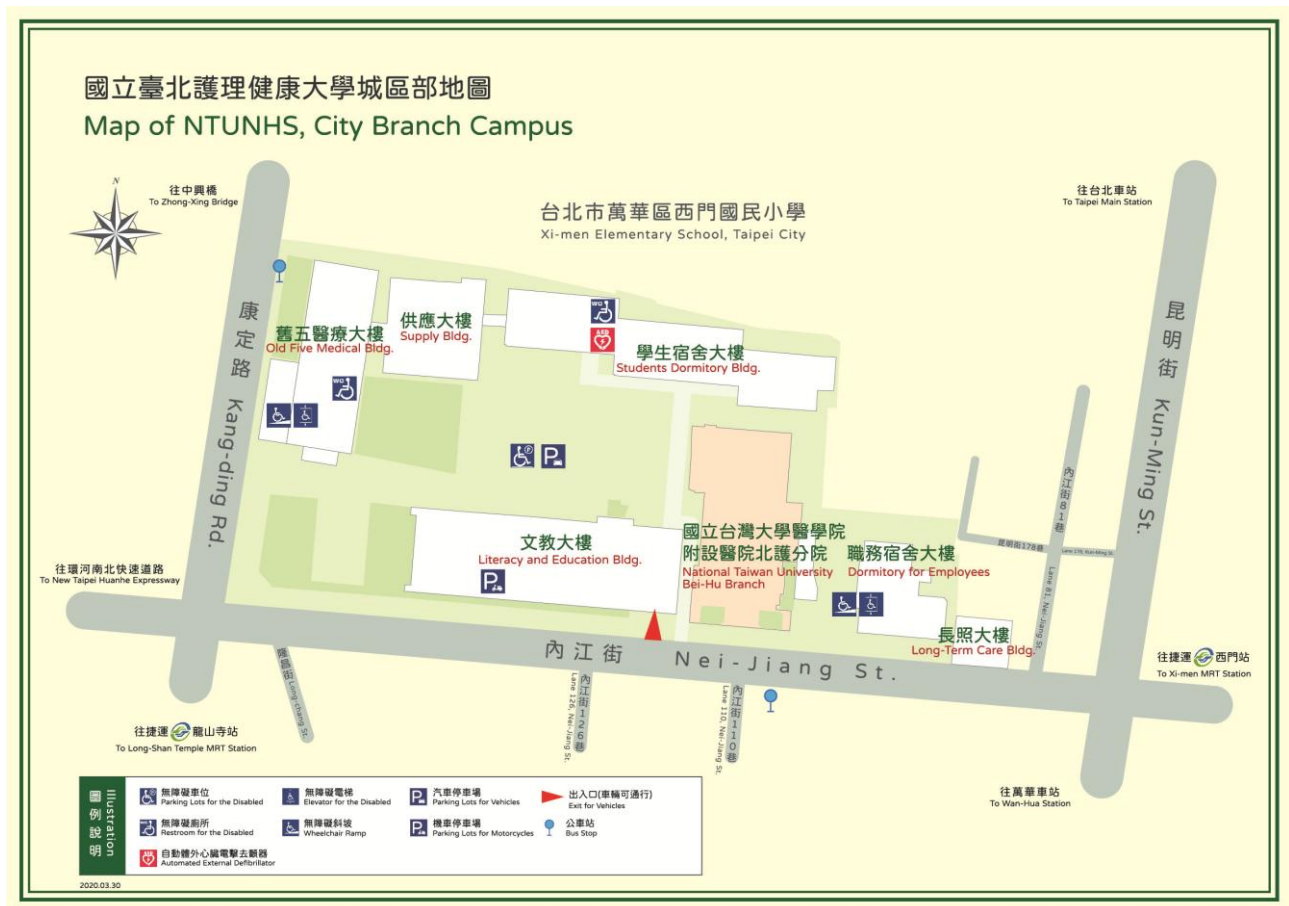 國立臺北護理健康大學城區部地圖
Map of NTUNHS, City Branch Campus
N
往中興橋
To Zhong-Xing Bridge
台北市萬華區西門國民小學
Xi-men Elementary School, Taipei City
往台北車站
To Taipei Main Station
康定路 Kang-ding Rd.
昆明街 Kun-Ming St.
舊五醫療大樓
Old Five Medical Bldg.
供應大樓
Supply Bldg.
WC
AED
學生宿舍大樓
Students Dormitory Bldg.
WC
P
P
文教大樓
Literacy and Education Bldg.
P
國立台灣大學醫學院
附設醫院北護分院
National Taiwan University
Bei-Hu Branch
職務宿舍大樓
Dormitory for Employees
長照大樓
Long-Term Care Bldg.
內江街81巷
Lane 81, Nei-Jiang St.
昆明街178巷
Lane 178, Kun-Ming St.
往環河南北快速道路
To New Taipei Huanhe Expressway
內江街 Nei-Jiang St.
隆昌街 Long-chang St.
內江街126巷
Lane 126, Nei-Jiang St.
內江街110巷
Lane 110, Nei-Jiang St.
往捷運 西門站
To Xi-men MRT Station
往捷運 龍山寺站
To Long-Shan Temple MRT Station
往萬華車站
To Wan-Hua Station
圖例說明
Illustration
無障礙車位
Parking Lots for the Disabled
無障礙電梯
Elevator for the Disabled
P
汽車停車場
Parking Lots for Vehicles
出入口(車輛可通行)
Exit for Vehicles
WC
無障礙廁所
Restroom for the Disabled
無障礙斜坡
Wheelchair Ramp
P
機車停車場
Parking Lots for Motorcycles
公車站
Bus Stop
AED
自動體外心臟電擊去顫器
Automated External Defibrillator
2020.03.30